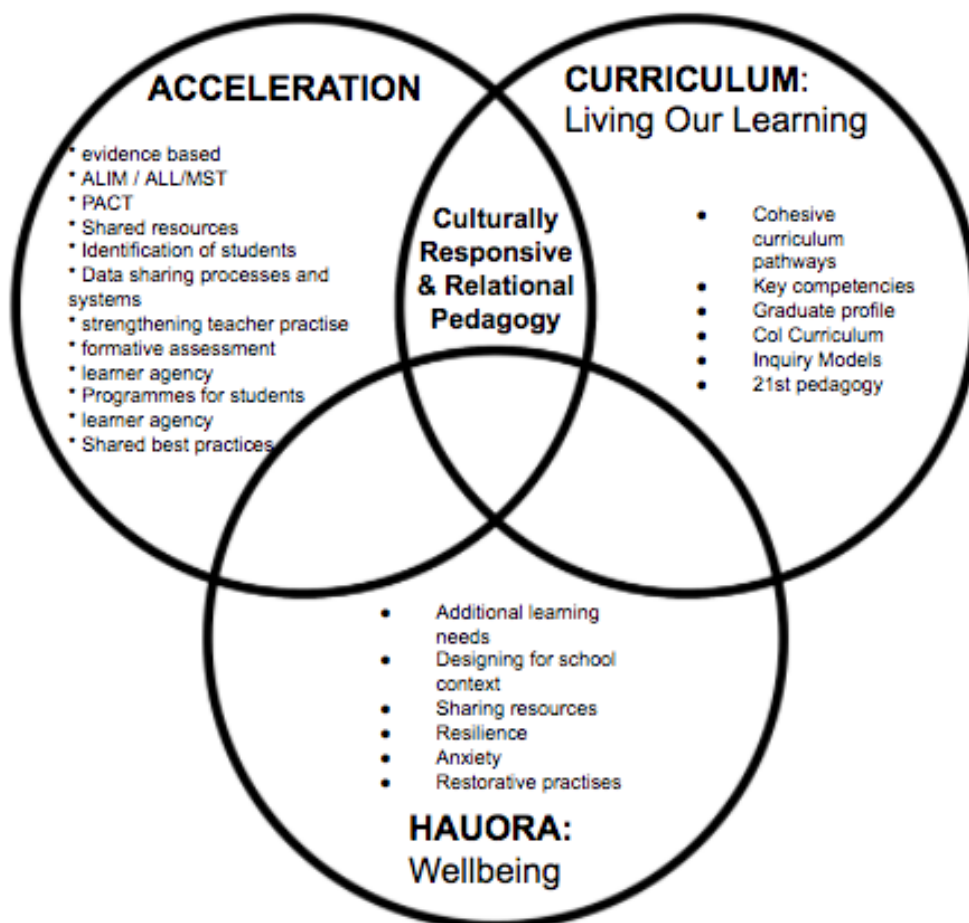 ACCELERATION
* evidence based
* ALIM / ALL/MST
* PACT
* Shared resources
* Identification of students
* Data sharing processes and
systems
* strengthening teacher practise
* formative assessment
* learner agency
* Programmes for students
* learner agency
* Shared best practices
Culturally
Responsive
& Relational
Pedagogy
CURRICULUM:
Living Our Learning
● Cohesive
curriculum
pathways
● Key competencies
● Graduate profile
● Col Curriculum
● Inquiry Models
● 21st pedagogy
● Additional learning
needs
● Designing for school
context
● Sharing resources
● Resilience
● Anxiety
● Restorative practises
HAUORA:
Wellbeing